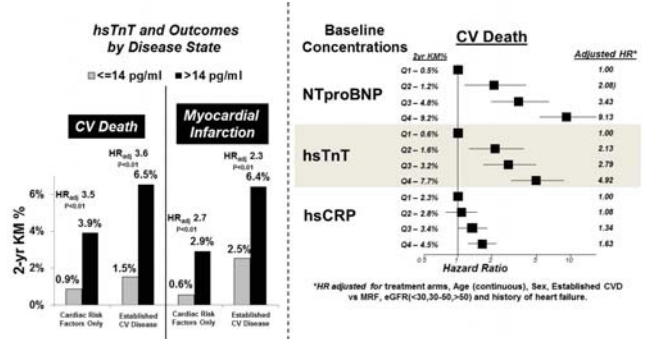 hsTnT and Outcomes
by Disease State
<=14 pg/ml >14 pg/ml
CV Death
Myocardial
Infarction
2-yr KM %
6%
4%
2%
0%
HRadj 3.5
P<0.01
0.9%
3.9%
HRadj 3.6
P<0.01
1.5%
6.5%
HRadj 2.7
P<0.01
0.6%
2.9%
HRadj 2.3
P<0.01
2.5%
6.4%
Cardiac Risk
Factors Only
Established
CV Disease
Cardiac Risk
Factors Only
Established
CV Disease
Baseline
Concentrations
CV Death
2yr KM%
Adjusted HR*
NTproBNP
Q1 – 0.5% 1.00
Q2 – 1.2% 2.08)
Q3 – 4.8% 3.43
Q4 – 9.2% 9.13
hsTnT
Q1 – 0.6% 1.00
Q2 – 1.6% 2.13
Q3 – 3.2% 2.79
Q4 – 7.7% 4.92
hsCRP
Q1 – 2.3% 1.00
Q2 – 2.8% 1.08
Q3 – 3.4% 1.34
Q4 – 4.5% 1.63
0.5 1 2 5 10
Hazard Ratio
*HR adjusted for treatment arms, Age (continuous), Sex, Established CVD
vs MRF, eGFR(<30,30-50,>50) and history of heart failure.